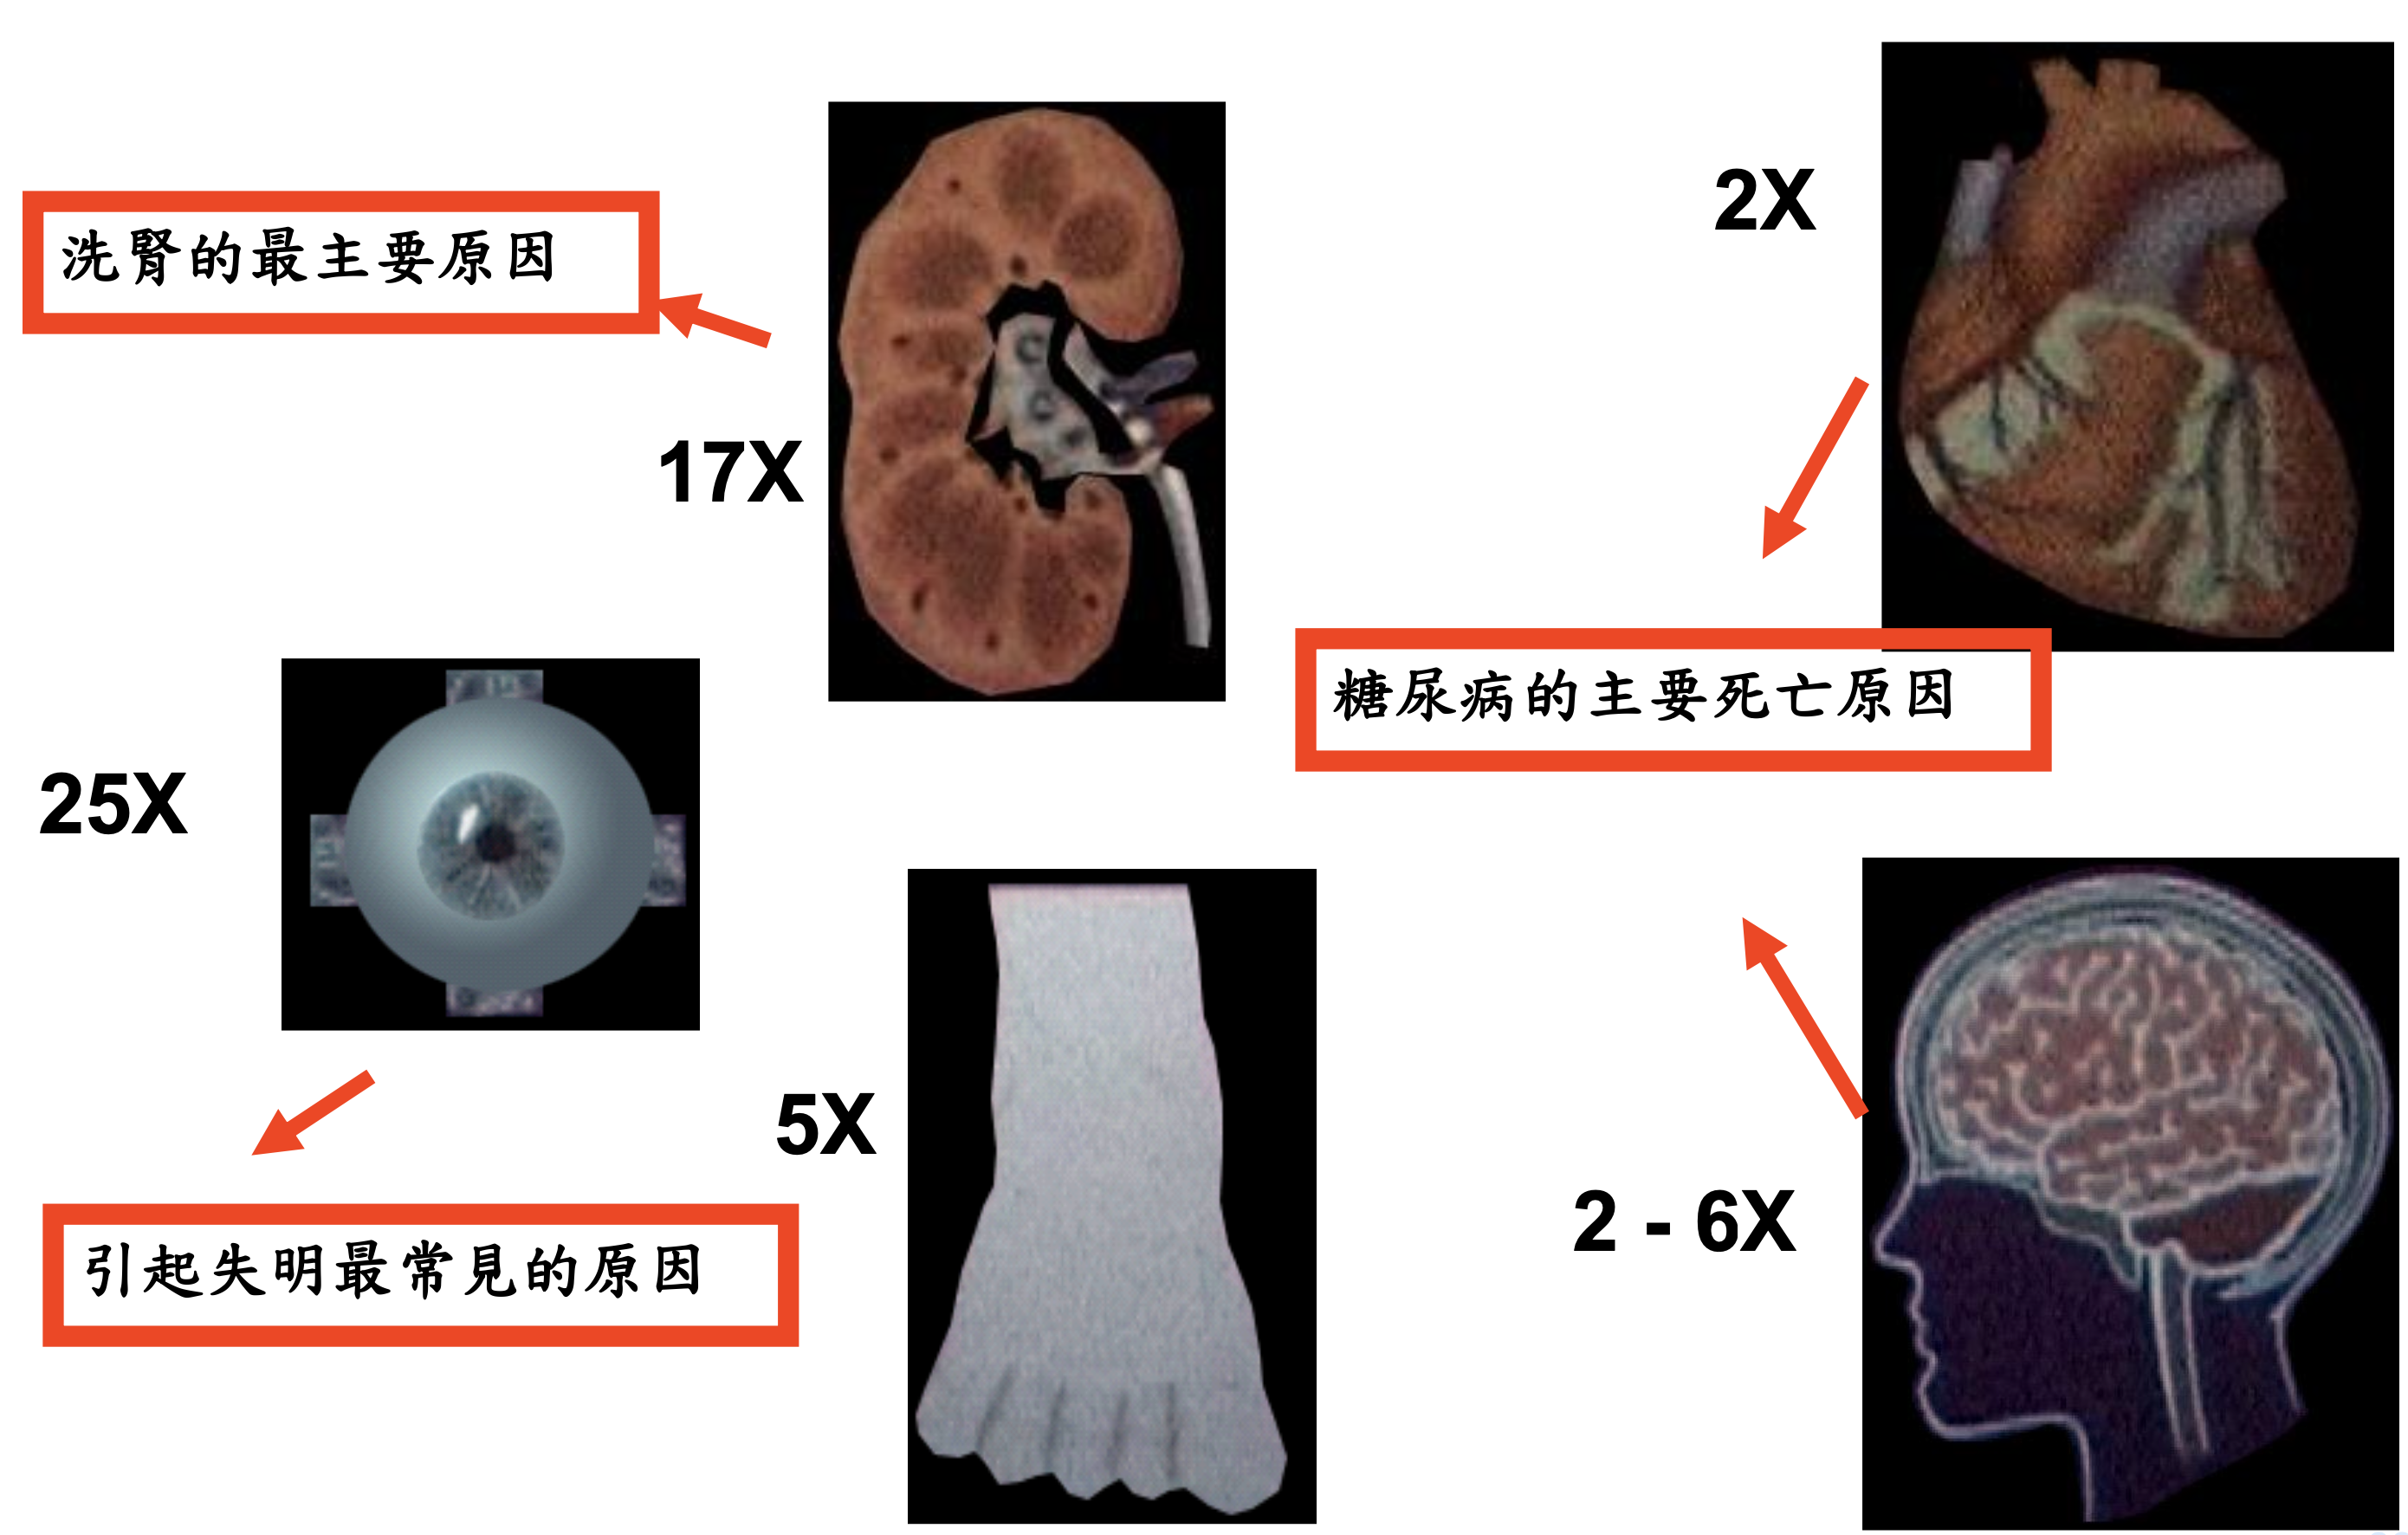 2X
洗腎的最主要原因
17X
糖尿病的主要死亡原因
25X
5X
2 - 6X
引起失明最常見的原因